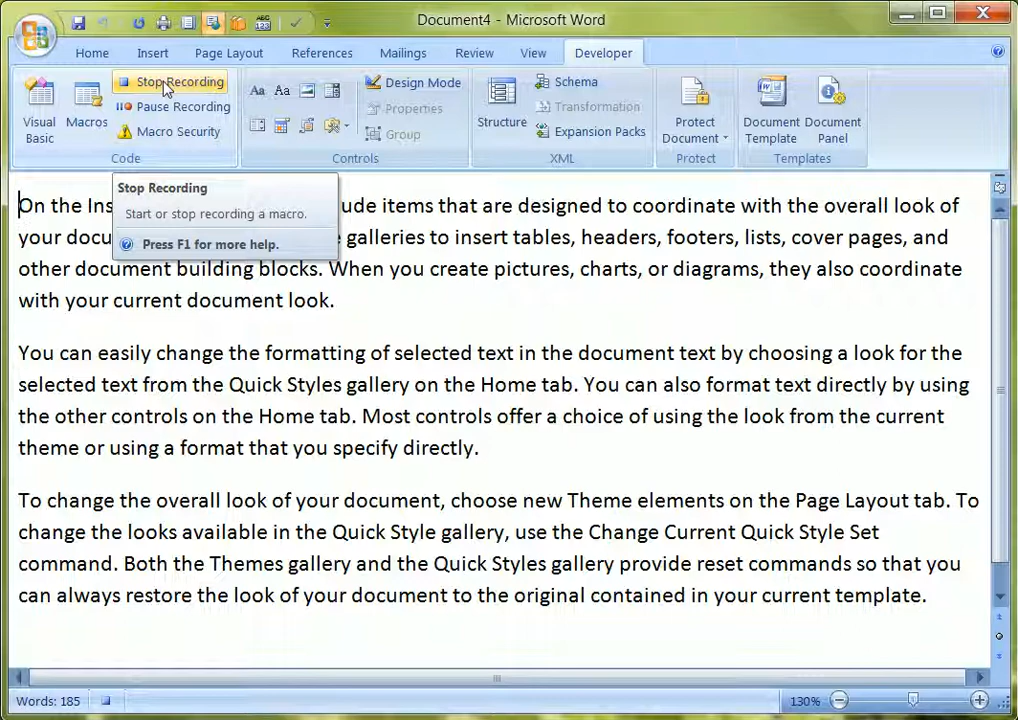 Document4 - Microsoft Word
Home Insert Page Layout References Mailings Review View Developer
Visual Basic
Macros
Stop Recording
Pause Recording
Macro Security
Code
Aa Aa
Design Mode
Properties
Group
Controls
Structure
Schema
Transformation
Expansion Packs
XML
Protect Document
Protect
Document Template
Document Panel
Templates
Stop Recording
Start or stop recording a macro.
Press F1 for more help.
On the Ins ude items that are designed to coordinate with the overall look of
your docu galleries to insert tables, headers, footers, lists, cover pages, and
other document building blocks. When you create pictures, charts, or diagrams, they also coordinate
with your current document look.
You can easily change the formatting of selected text in the document text by choosing a look for the
selected text from the Quick Styles gallery on the Home tab. You can also format text directly by using
the other controls on the Home tab. Most controls offer a choice of using the look from the current
theme or using a format that you specify directly.
To change the overall look of your document, choose new Theme elements on the Page Layout tab. To
change the looks available in the Quick Style gallery, use the Change Current Quick Style Set
command. Both the Themes gallery and the Quick Styles gallery provide reset commands so that you
can always restore the look of your document to the original contained in your current template.
Words: 185
130%